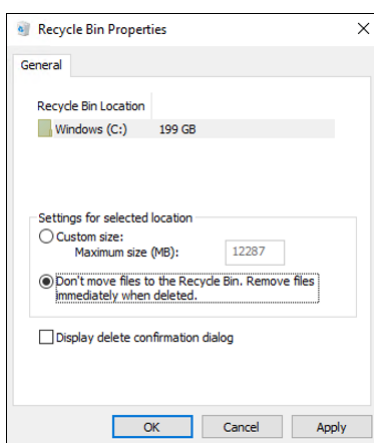 Recycle Bin Properties
General
Recycle Bin Location
Windows (C:) 199 GB
Settings for selected location
Custom size:
Maximum size (MB): 12287
Don't move files to the Recycle Bin. Remove files
immediately when deleted.
Display delete confirmation dialog
OK Cancel Apply